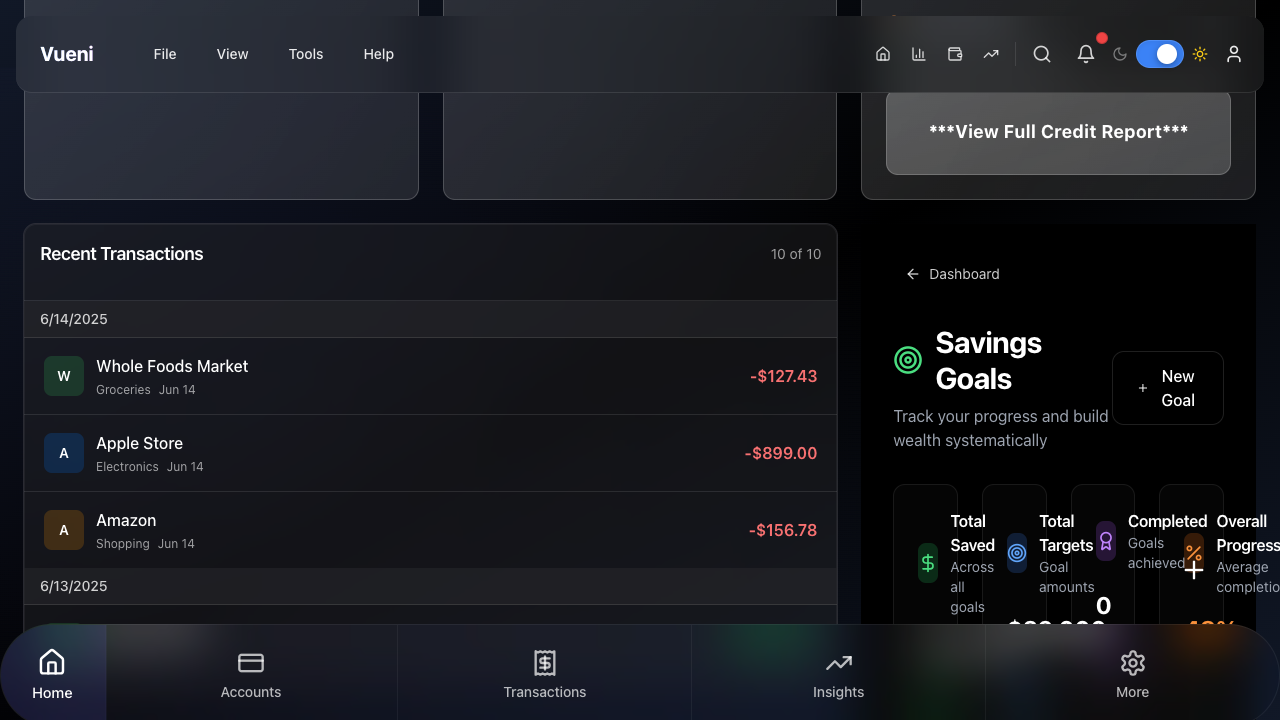 Vueni
File
View
Tools
Help
***View Full Credit Report***
Recent Transactions
10 of 10
6/14/2025
W
Whole Foods Market
Groceries Jun 14
-$127.43
A
Apple Store
Electronics Jun 14
-$899.00
A
Amazon
Shopping Jun 14
-$156.78
6/13/2025
Dashboard
Savings
Goals
Track your progress and build
wealth systematically
+ New
Goal
Total
Saved
Across
all
goals
Total
Targets
Goal
amounts
Completed
Goals
achieved
0
Overall
Progress
Average
Home
Accounts
Transactions
Insights
More